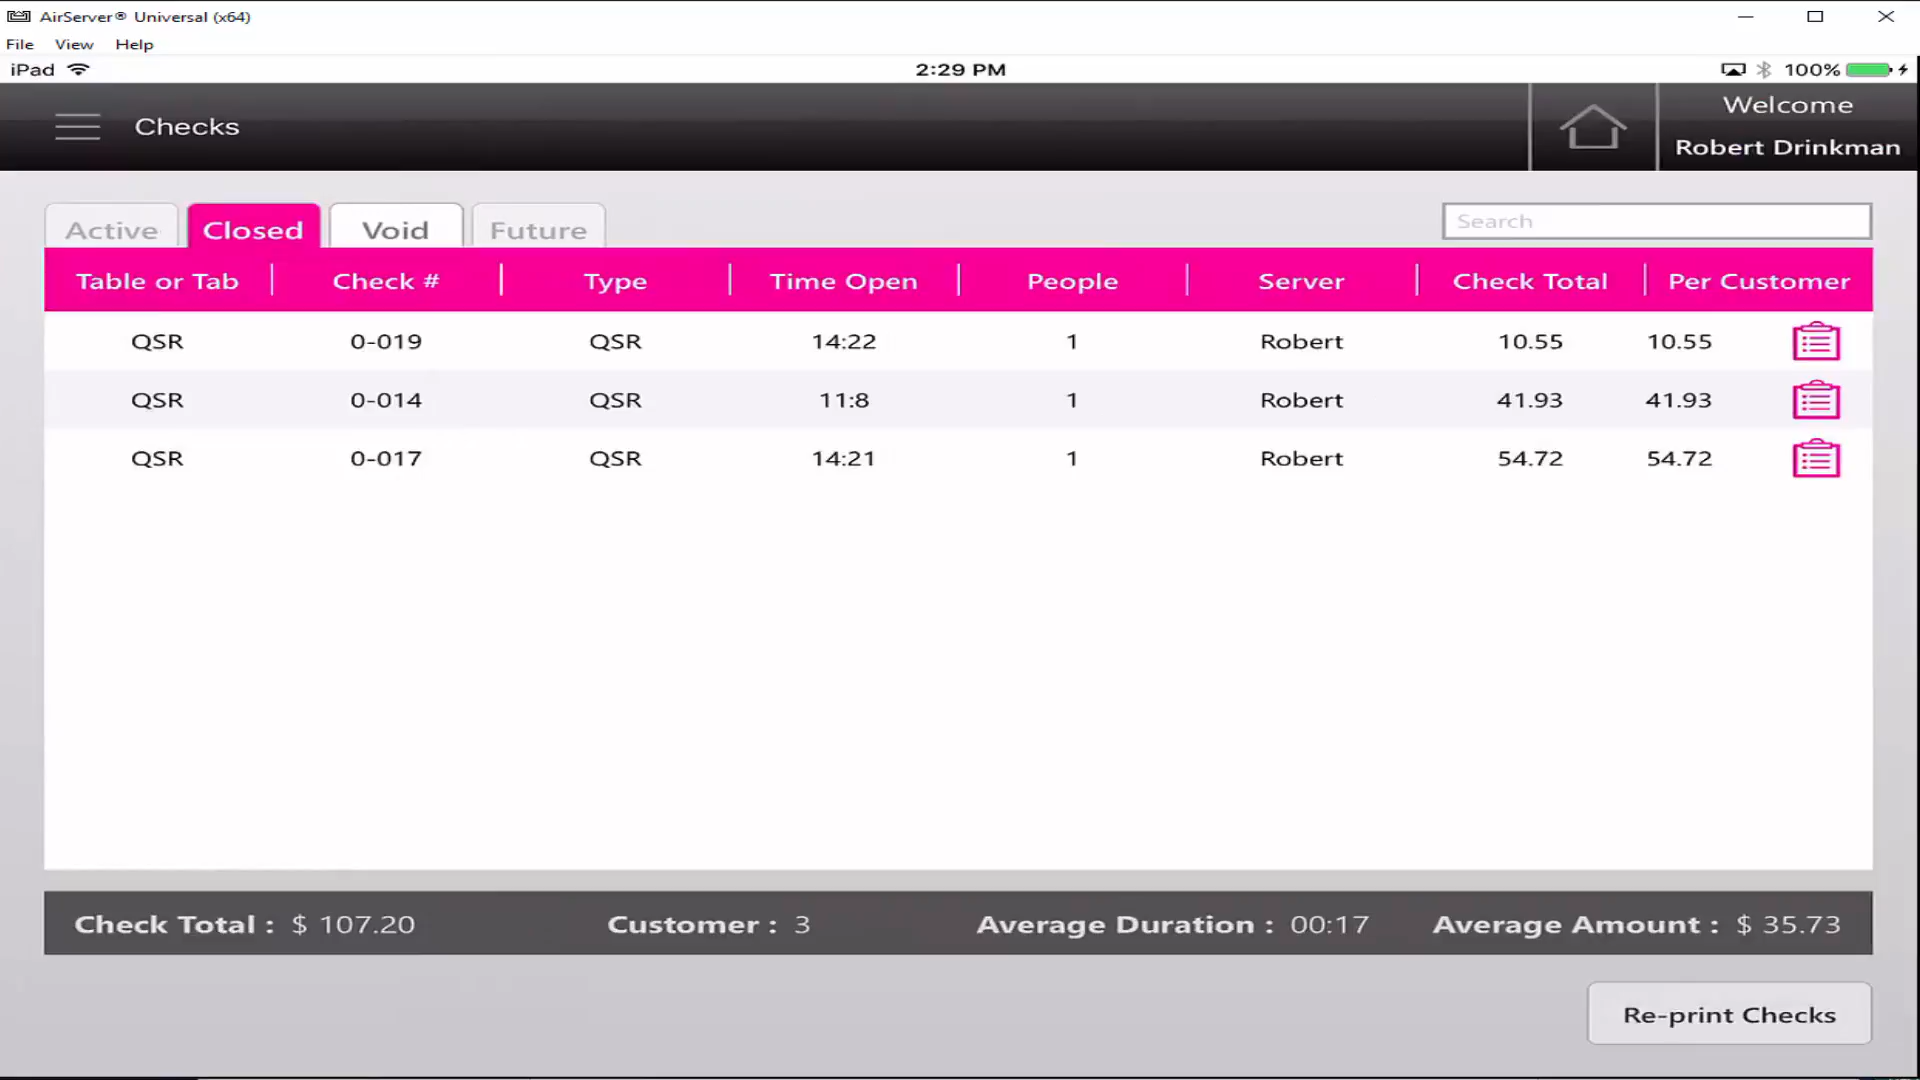 AirServer® Universal (x64)
File View Help
iPad 2:29 PM 100%
Checks
Welcome
Robert Drinkman
Active Closed Void Future Search
Table or Tab Check # Type Time Open People Server Check Total Per Customer
QSR 0-019 QSR 14:22 1 Robert 10.55 10.55
QSR 0-014 QSR 11:8 1 Robert 41.93 41.93
QSR 0-017 QSR 14:21 1 Robert 54.72 54.72
Check Total : $ 107.20 Customer : 3 Average Duration : 00:17 Average Amount : $ 35.73
Re-print Checks